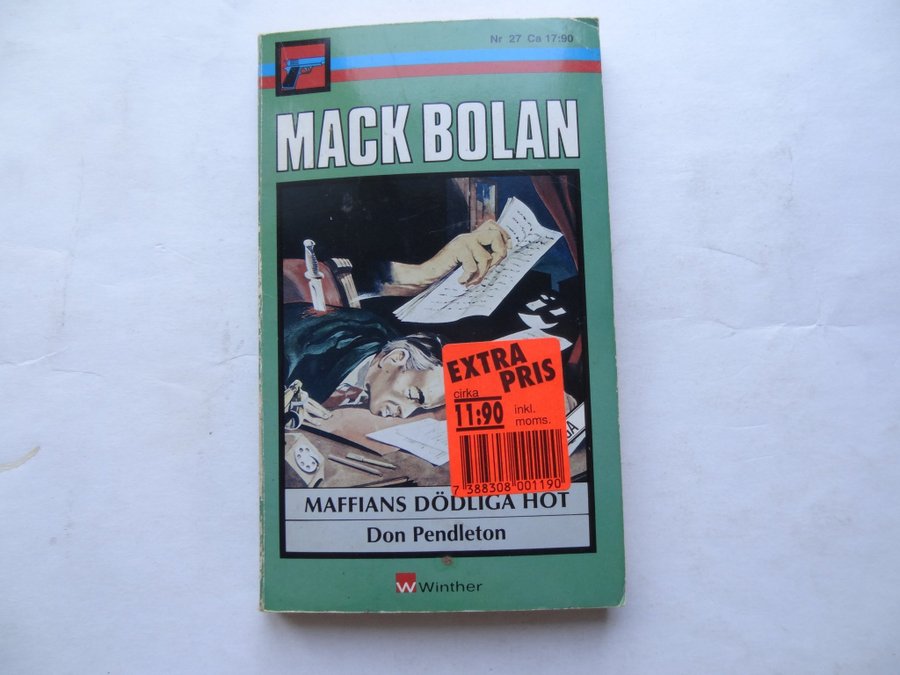 Nr 27 Ca 17:90
MACK BOLAN
EXTRA
PRIS
cirka
11:90 inkl.
moms.
7 388308 001190
MAFFIANS DÖDLIGA HOT
Don Pendleton
W Winther